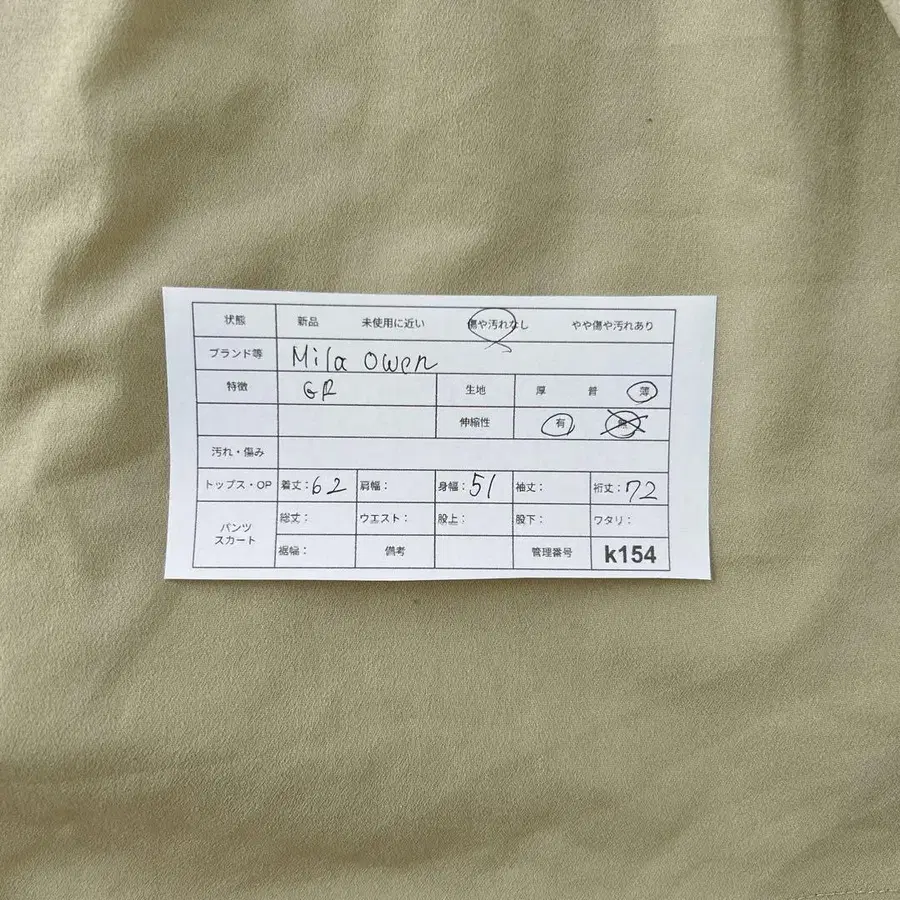 状態 新品 未使用に近い 傷や汚れなし やや傷や汚れあり
ブランド等 Mila Owen
特徴 GR 生地 厚 普 薄
伸縮性 有 無
汚れ・傷み
トップス・OP 着丈:62 肩幅: 身幅:51 袖丈: 裄丈:72
パンツ スカート 総丈: ウエスト: 股上: 股下: ワタリ:
裾幅: 備考 管理番号 k154